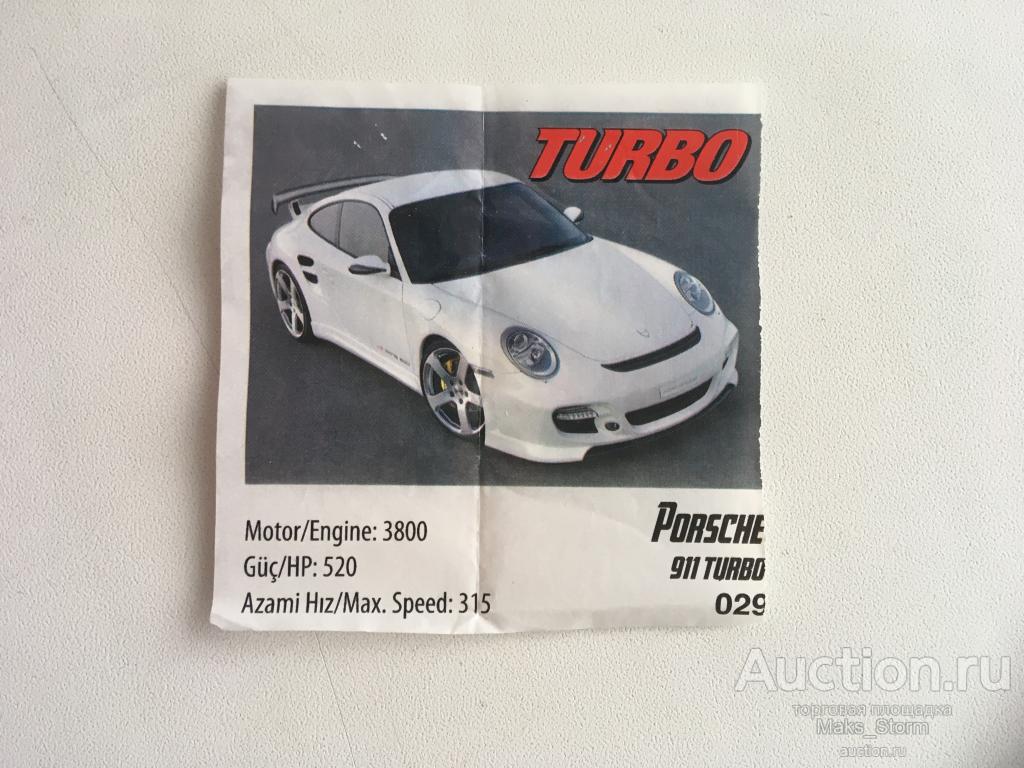 TURBO
Motor/Engine: 3800
Güç/HP: 520
Azami Hız/Max. Speed: 315
PORSCHE
911 TURBO
029
Auction.ru
торговая площадка
Maks_Storm
auction.ru